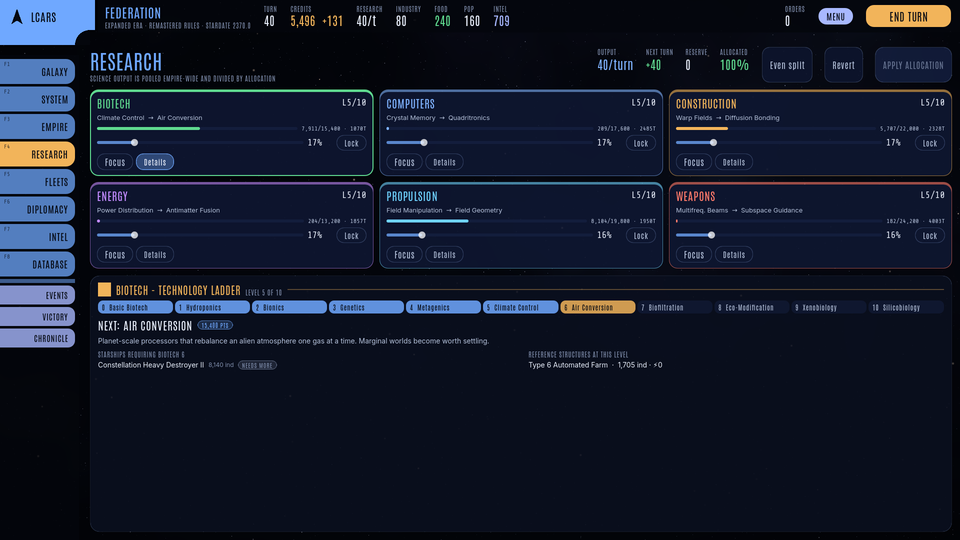 LCARS
FEDERATION
EXPANDED ERA · REMASTERED RULES · STARDATE 2378.0
TURN
40
CREDITS
5,496 +131
RESEARCH
40/t
INDUSTRY
80
FOOD
240
POP
160
INTEL
709
ORDERS
0
MENU
END TURN
F1
GALAXY
F2
SYSTEM
F3
EMPIRE
F4
RESEARCH
F5
FLEETS
F6
DIPLOMACY
F7
INTEL
F8
DATABASE
EVENTS
VICTORY
CHRONICLE
RESEARCH
SCIENCE OUTPUT IS POOLED EMPIRE-WIDE AND DIVIDED BY ALLOCATION
OUTPUT
40/turn
NEXT TURN
+40
RESERVE
0
ALLOCATED
100%
Even split
Revert
APPLY ALLOCATION
BIOTECH
L5/10
Climate Control → Air Conversion
7,911/15,400 · 1070T
17%
Lock
Focus
Details
COMPUTERS
L5/10
Crystal Memory → Quadritronics
209/17,600 · 2485T
17%
Lock
Focus
Details
CONSTRUCTION
L5/10
Warp Fields → Diffusion Bonding
5,707/22,000 · 2328T
17%
Lock
Focus
Details
ENERGY
L5/10
Power Distribution → Antimatter Fusion
204/13,200 · 1057T
17%
Lock
Focus
Details
PROPULSION
L5/10
Field Manipulation → Field Geometry
8,104/19,800 · 1950T
16%
Lock
Focus
Details
WEAPONS
L5/10
Multifreq. Beams → Subspace Guidance
182/24,200 · 4003T
16%
Lock
Focus
Details
BIOTECH - TECHNOLOGY LADDER LEVEL 5 OF 10
0 Basic Biotech
1 Hydroponics
2 Bionics
3 Genetics
4 Metagenics
5 Climate Control
6 Air Conversion
7 Biofiltration
8 Eco-Modification
9 Xenobiology
10 Silicobiology
NEXT: AIR CONVERSION 15,400 PTS
Planet-scale processors that rebalance an alien atmosphere one gas at a time. Marginal worlds become worth settling.
STARSHIPS REQUIRING BIOTECH 6
Constellation Heavy Destroyer II 8,140 ind NEEDS MORE
REFERENCE STRUCTURES AT THIS LEVEL
Type 6 Automated Farm · 1,705 ind · ⚡0